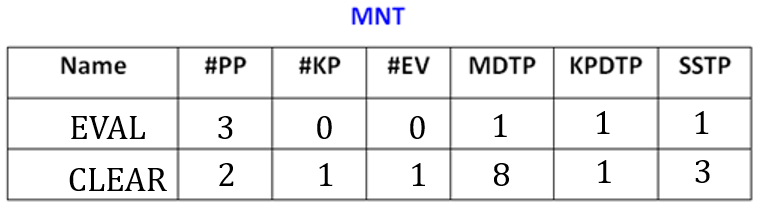 MNT
Name #PP #KP #EV MDTP KPDTP SSTP
EVAL 3 0 0 1 1 1
CLEAR 2 1 1 8 1 3